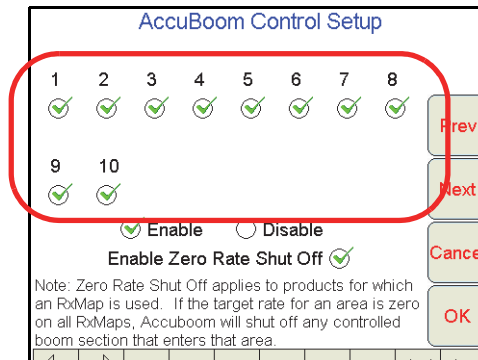 AccuBoom Control Setup
1 2 3 4 5 6 7 8
9 10
Prev
Next
Enable Disable
Enable Zero Rate Shut Off
Cance
Note: Zero Rate Shut Off applies to products for which
an RxMap is used. If the target rate for an area is zero
on all RxMaps, Accuboom will shut off any controlled
boom section that enters that area.
OK